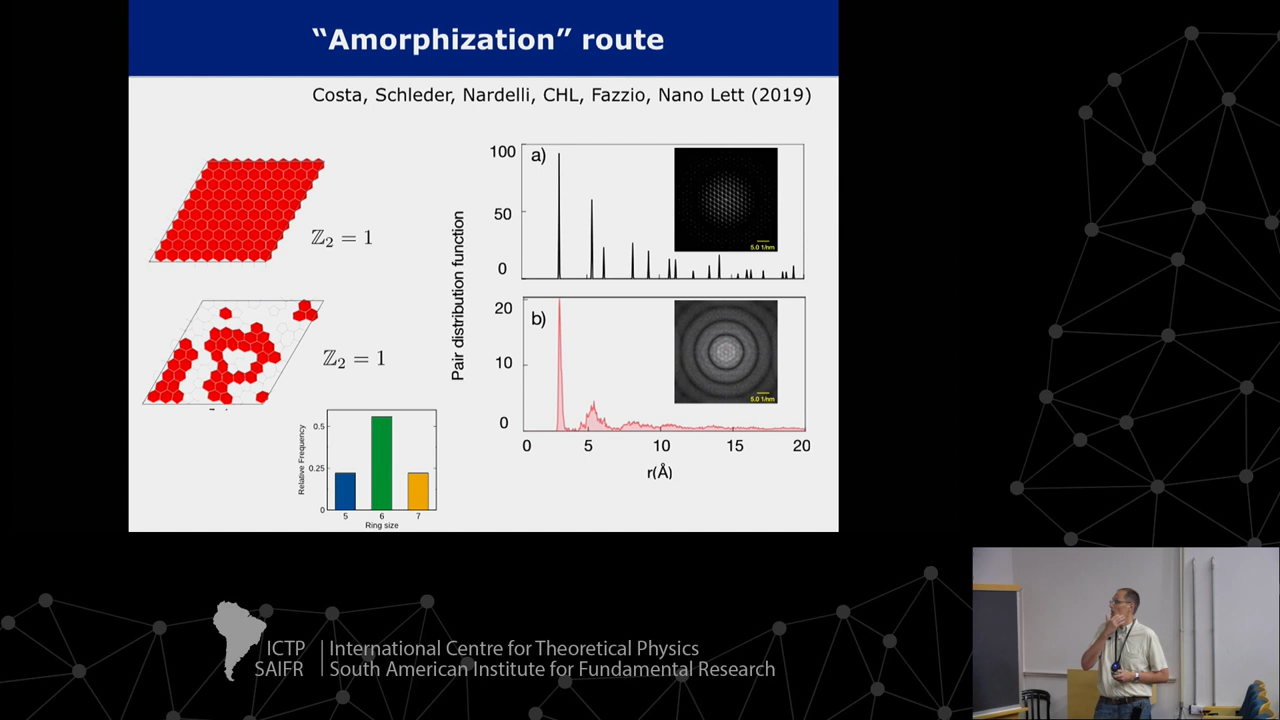 “Amorphization” route
Costa, Schleder, Nardelli, CHL, Fazzio, Nano Lett (2019)
ℤ₂ = 1
ℤ₂ = 1
Relative Frequency
0.5
0.25
0
5 6 7
Ring size
Pair distribution function
a)
100
50
0
5.0 1/nm
b)
20
10
0
5.0 1/nm
0 5 10 15 20
r(Å)
ICTP
SAIFR
International Centre for Theoretical Physics
South American Institute for Fundamental Research